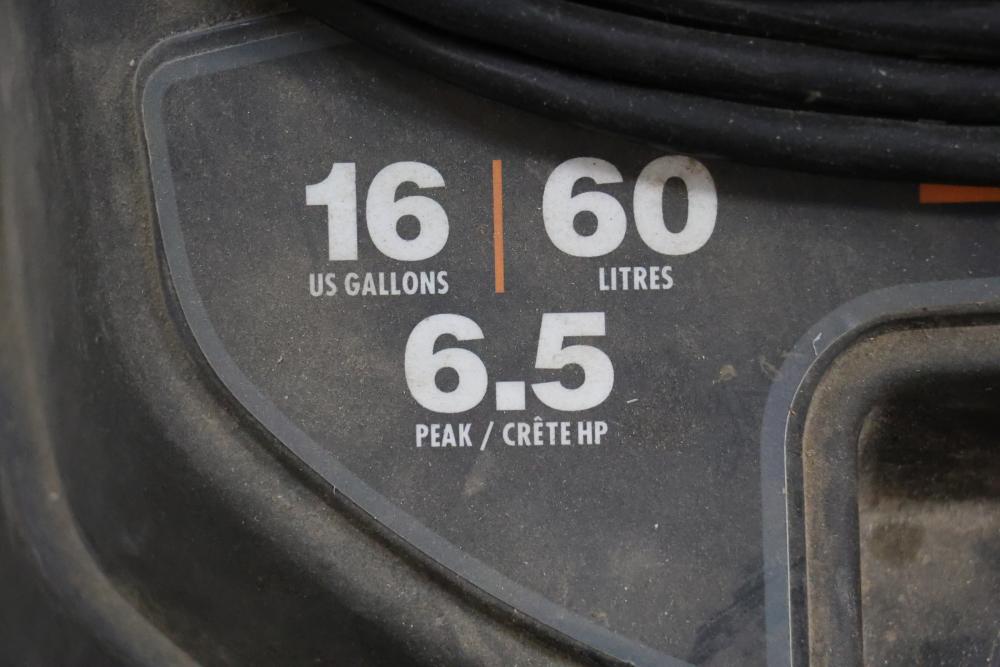 16 | 60
US GALLONS LITRES
6.5
PEAK / CRÊTE HP